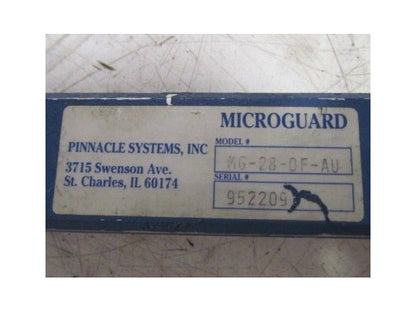 MICROGUARD
PINNACLE SYSTEMS, INC
3715 Swenson Ave.
St. Charles, IL 60174
MODEL #
MG-28-OF-AU
SERIAL #
952209